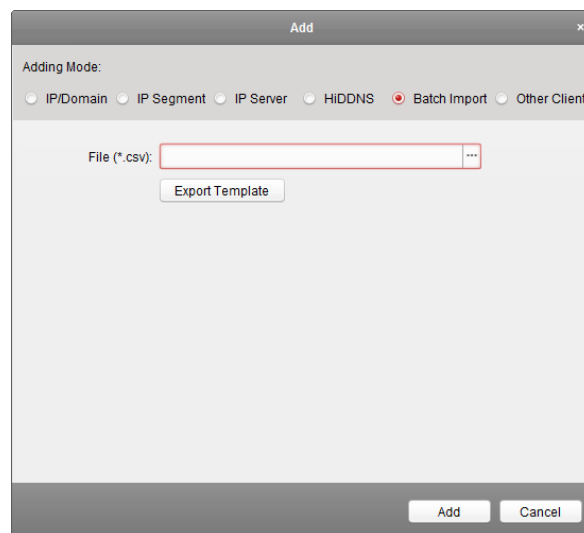 Add ×
Adding Mode:
IP/Domain IP Segment IP Server HiDDNS Batch Import Other Client
File (*.csv): ...
Export Template
Add Cancel